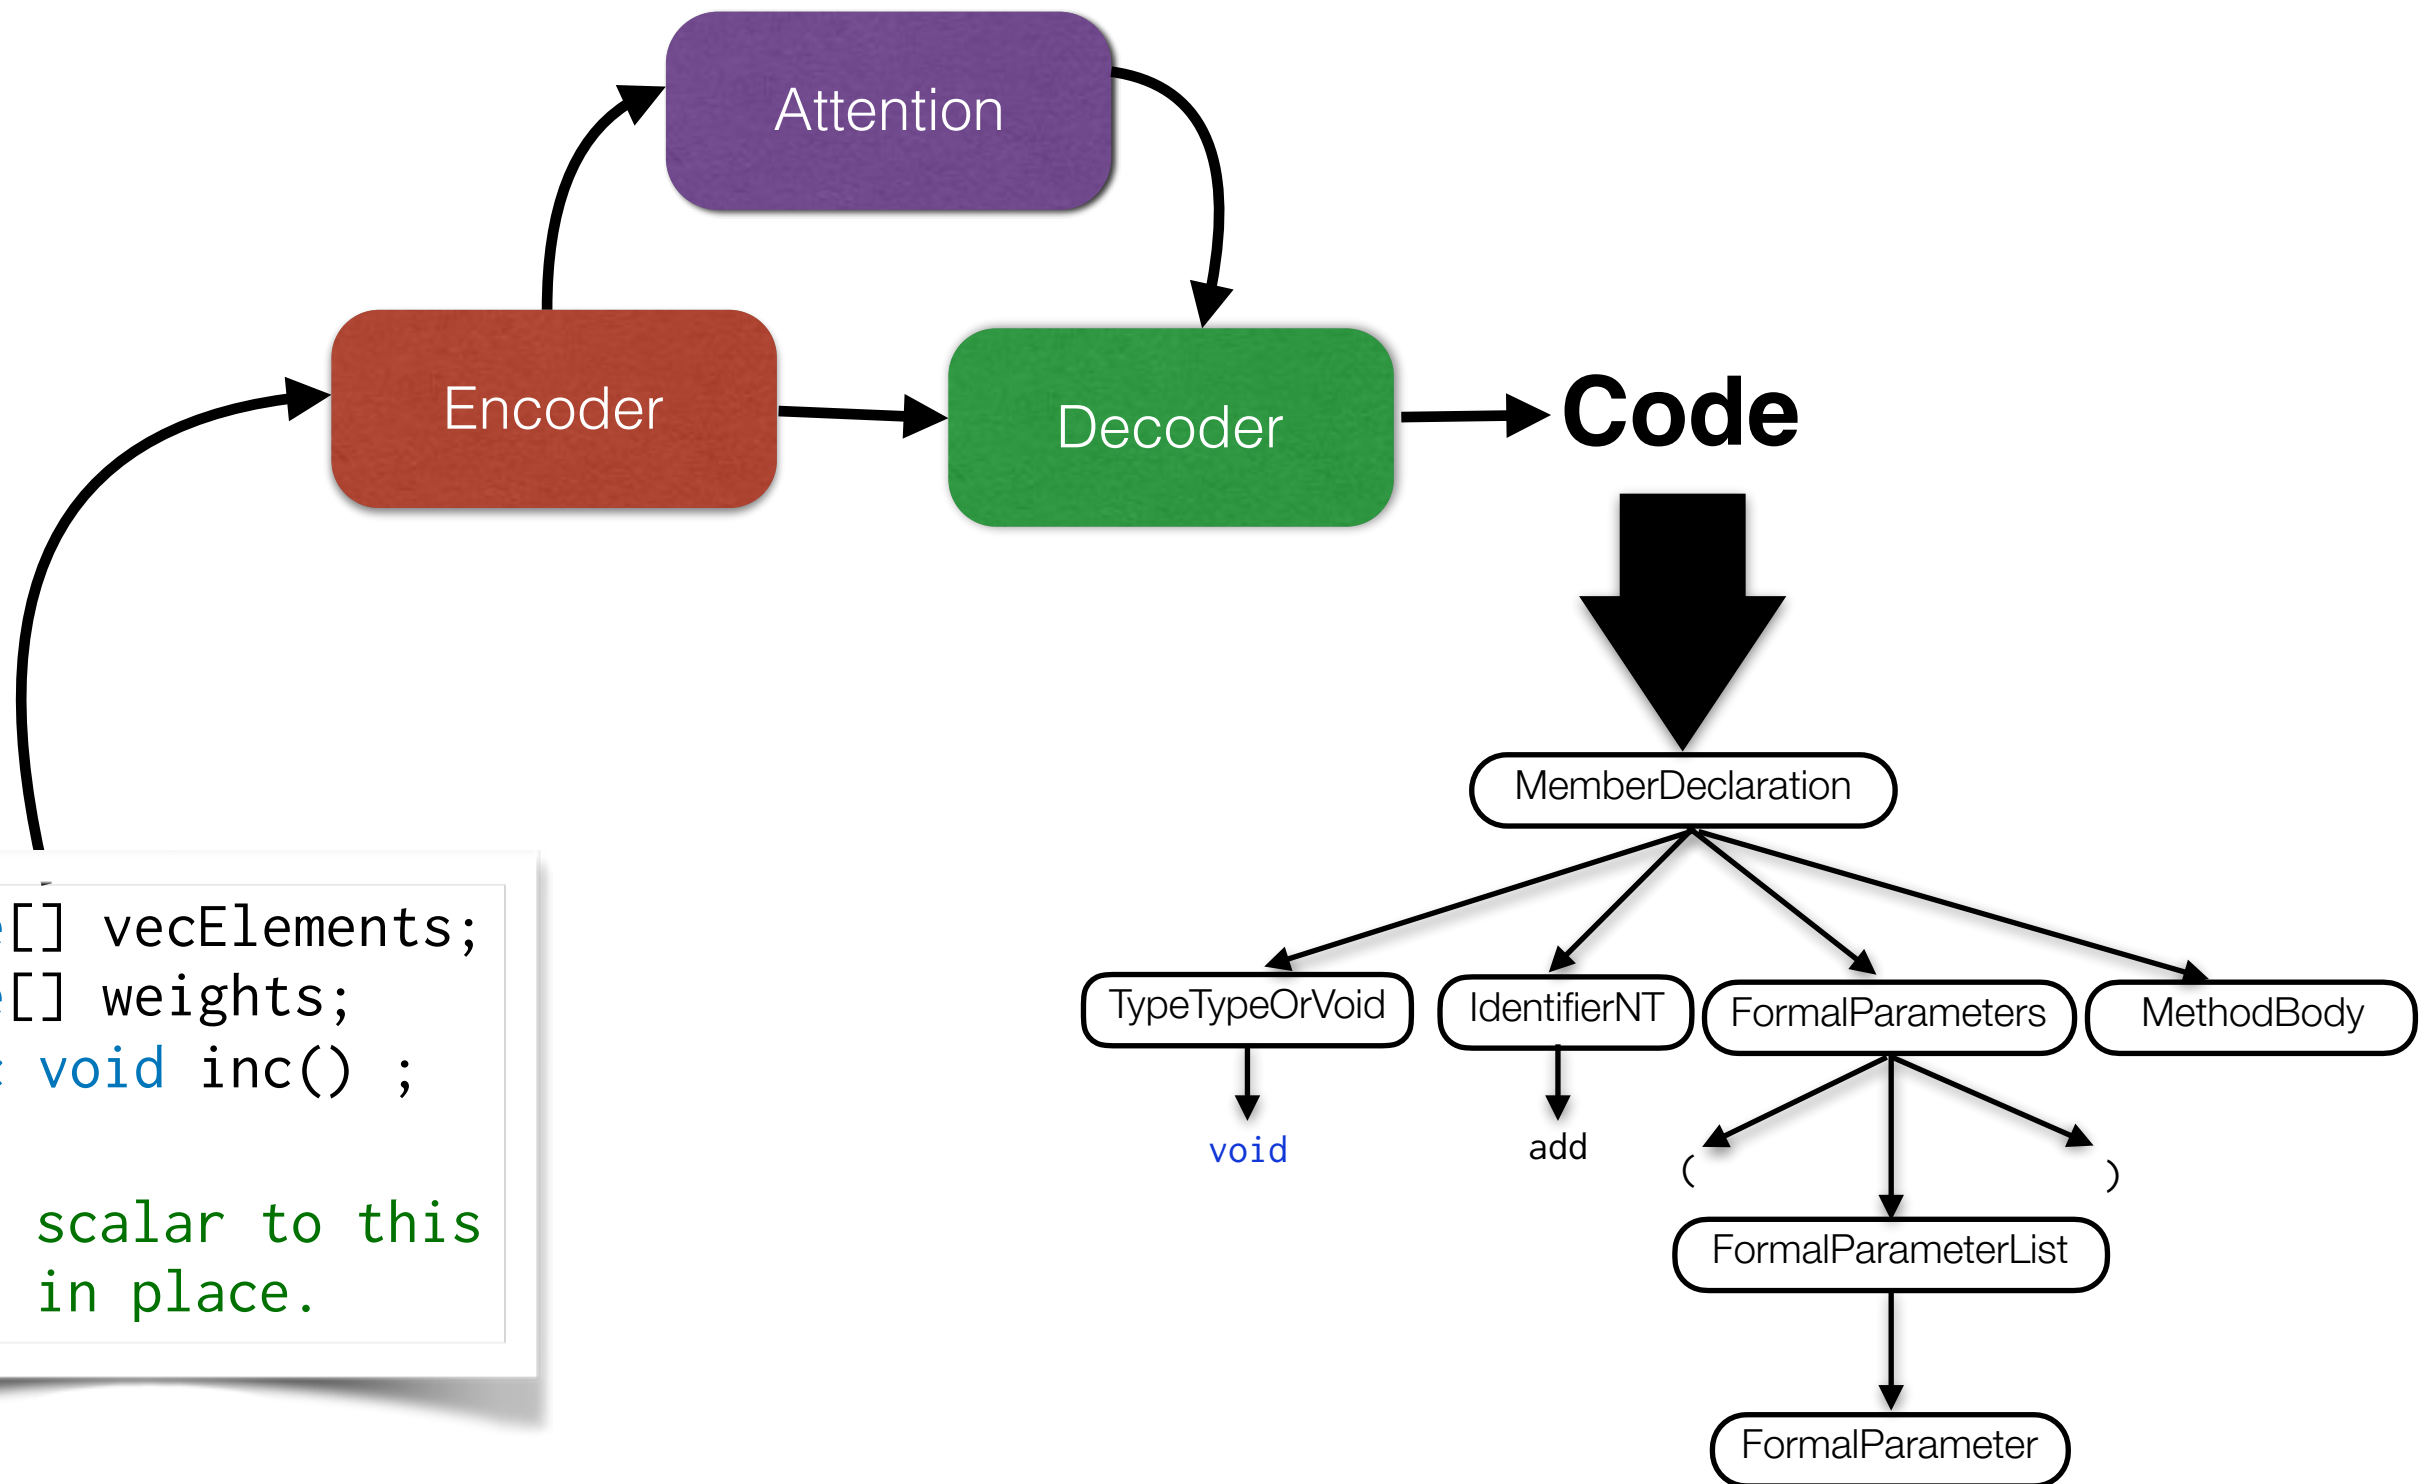 Attention
Encoder
Decoder
Code
MemberDeclaration
e[] vecElements;
e[] weights;
void inc() ;
scalar to this
in place.
TypeTypeOrVoid
IdentifierNT
FormalParameters
MethodBody
void
add
(
)
FormalParameterList
FormalParameter